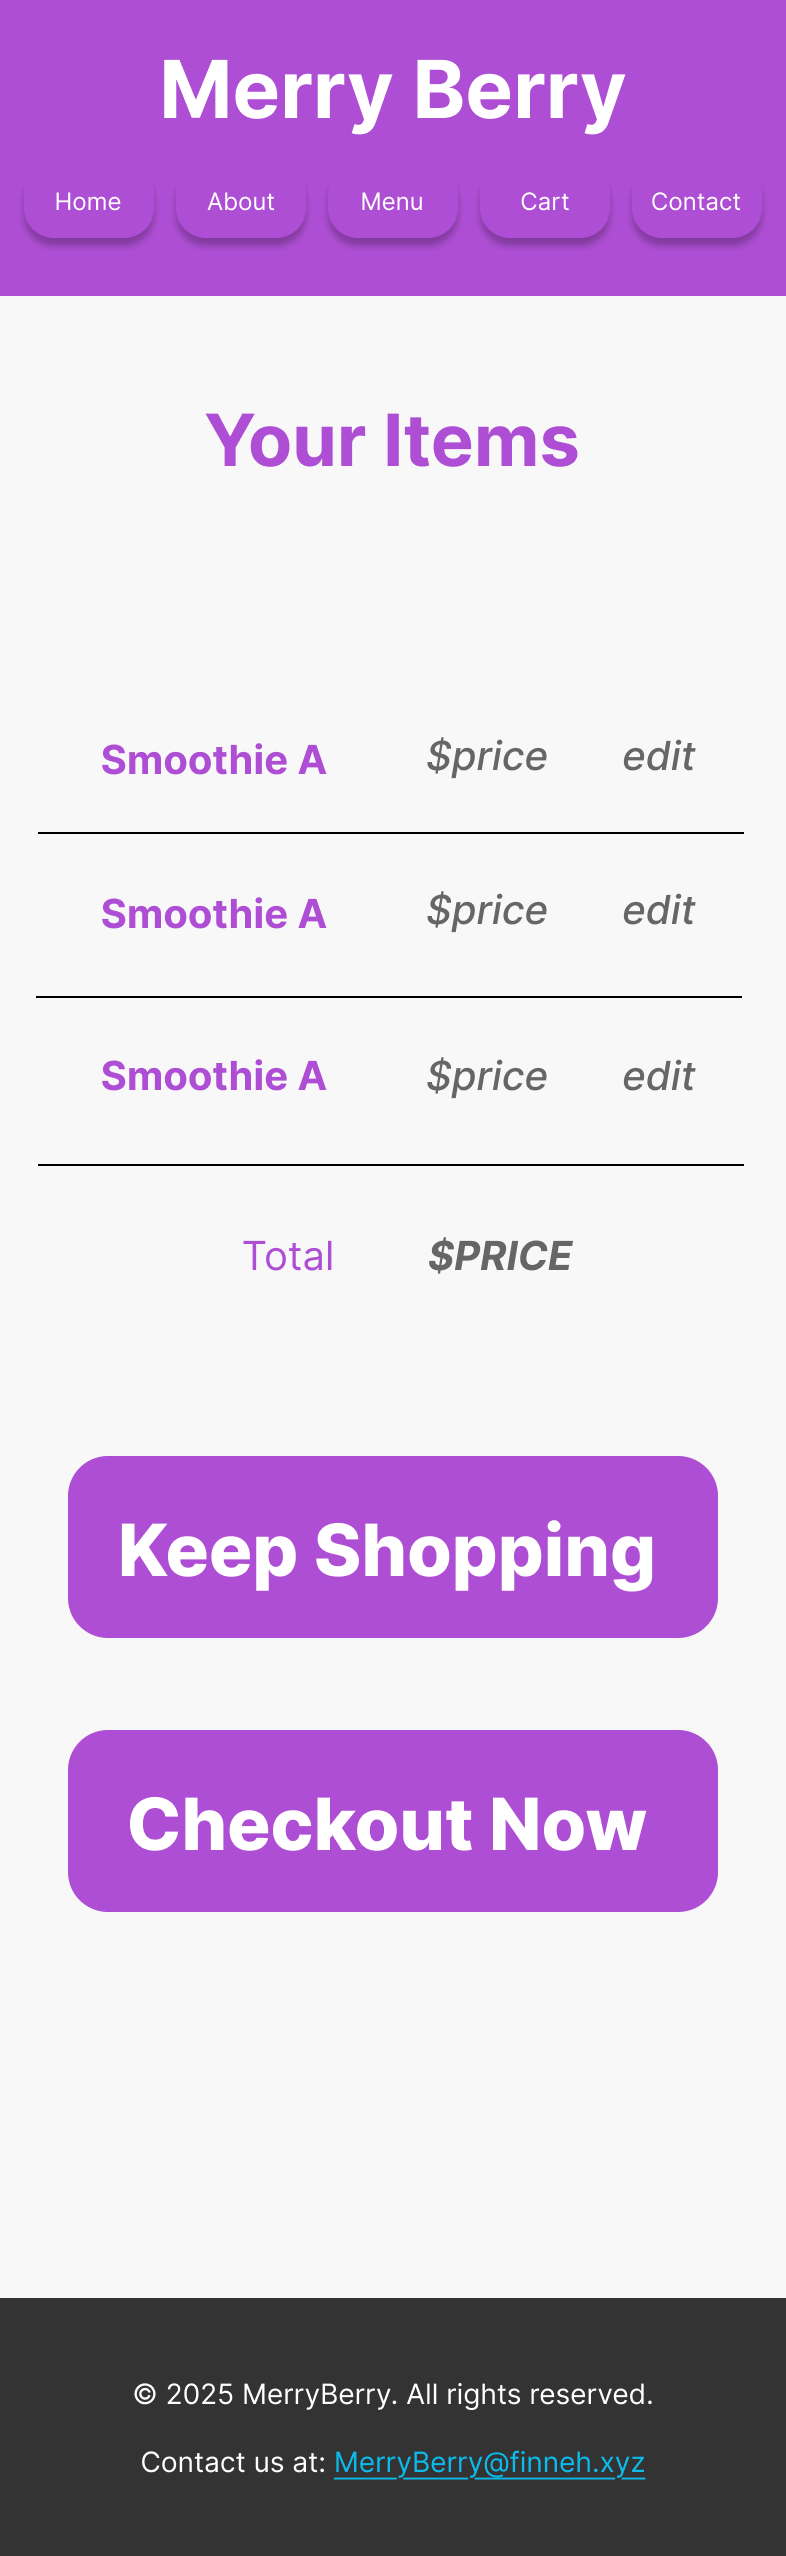 Merry Berry
Home About Menu Cart Contact
Your Items
Smoothie A $price edit
Smoothie A $price edit
Smoothie A $price edit
Total $PRICE
Keep Shopping
Checkout Now
© 2025 MerryBerry. All rights reserved.
Contact us at: MerryBerry@finneh.xyz